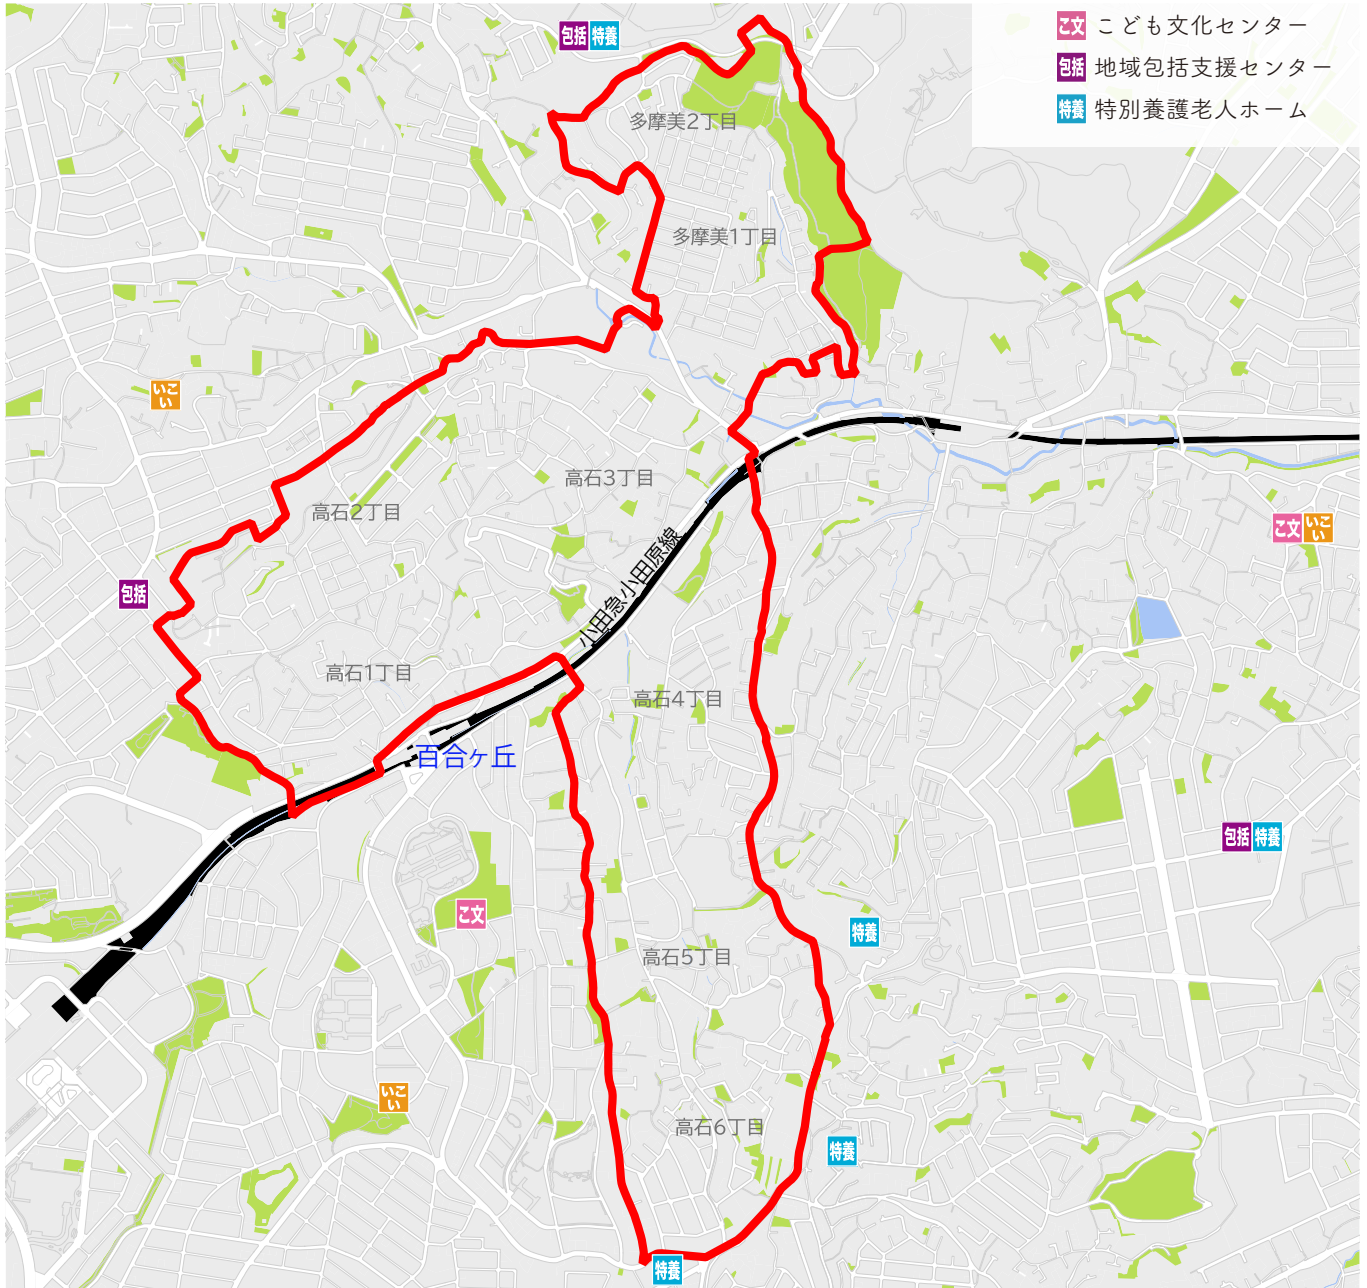 こ文 こども文化センター
包括 地域包括支援センター
特養 特別養護老人ホーム
包括 特養
多摩美2丁目
多摩美1丁目
いこい
高石3丁目
高石2丁目
こ文 いこい
小田急小田原線
包括
高石1丁目
高石4丁目
百合ヶ丘
包括 特養
こ文
特養
高石5丁目
いこい
高石6丁目
特養
特養